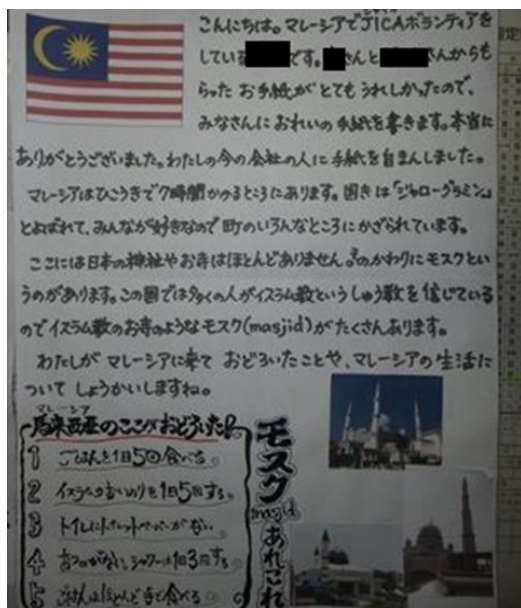 こんにちは。マレーシアでJICAボランティアを
している です。 さんと さんからも
らった お手紙が とても うれしかったので、
みなさんに おれいの 手紙を 書きます。本当に
ありがとうございました。わたしの今の会社の人に手紙を自まんしました。
マレーシアはひこうきで7時間かかるところにあります。国きは「ジャローグミラン」
とよばれて、みんなが好きなので 町のいろんなところに かざられています。
ここには日本の神社やお寺はほとんどありません。そのかわりに モスクとい
うのがあります。この国では多くの人がイスラム教というしゅう教を信じている
のでイスラム教のお寺のようなモスク(masjid)がたくさんあります。
わたしが マレーシアに来て おどろいたことや、マレーシアの生活に
ついて しょうかいしますね。
マレーシア
馬来西亜のここがおどろいた!
1 ごはんを1日5回食べる。
2 イスラムのおいのりを1日5回する。
3 トイレにトイレットペーパーがない。
4 おフロがない。シャワーは1日3回する
5 ごはんはほとんど手で食べる。
モスク
masjid
あれこれ